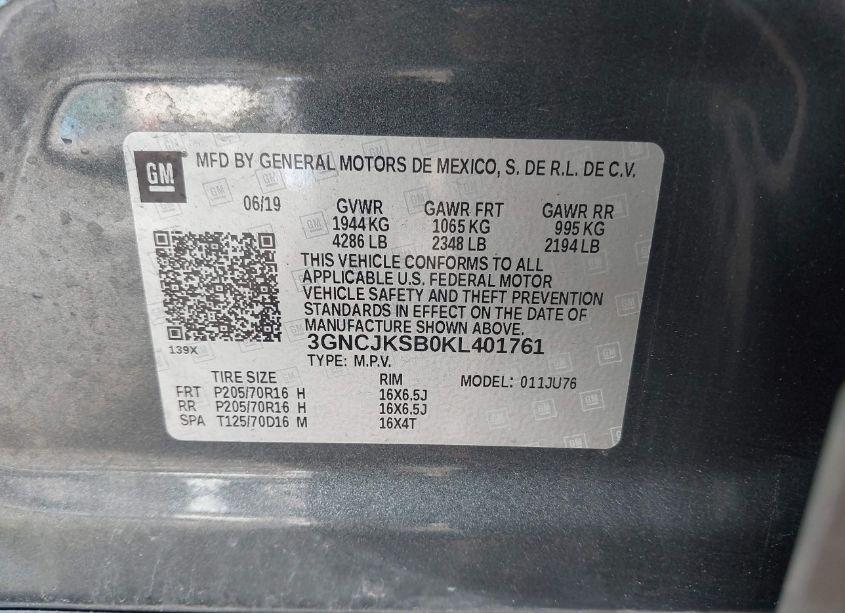 GM
MFD BY GENERAL MOTORS DE MEXICO, S. DE R.L. DE C.V.
06/19 GVWR GAWR FRT GAWR RR
1944 KG 1065 KG 995 KG
4286 LB 2348 LB 2194 LB
THIS VEHICLE CONFORMS TO ALL
APPLICABLE U.S. FEDERAL MOTOR
VEHICLE SAFETY AND THEFT PREVENTION
STANDARDS IN EFFECT ON THE DATE OF
MANUFACTURE SHOWN ABOVE.
139X
3GNCJKSB0KL401761
TYPE: M.P.V.
TIRE SIZE RIM MODEL: 011JU76
FRT P205/70R16 H 16X6.5J
RR P205/70R16 H 16X6.5J
SPA T125/70D16 M 16X4T